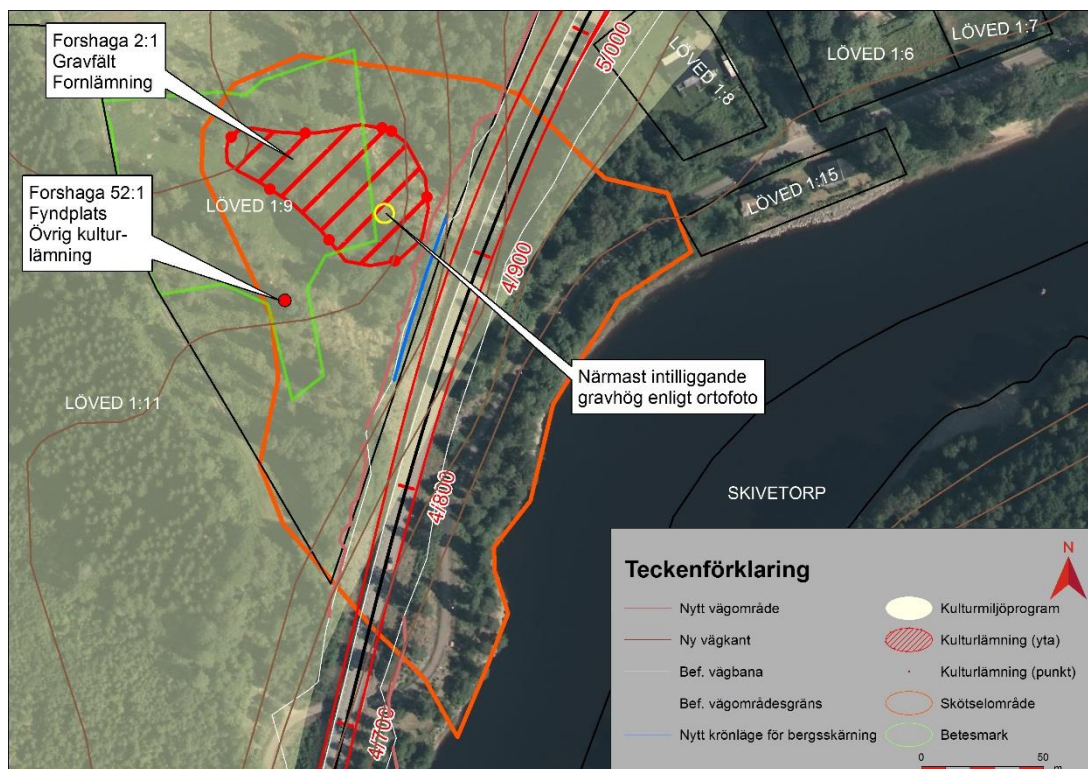 Forshaga 2:1
Gravfält
Fornlämning
Forshaga 52:1
Fyndplats
Övrig kultur-
lämning
LÖVED 1:9
LÖVED 1:11
5/000
LÖVED 1:8
LÖVED 1:6
LÖVED 1:7
LÖVED 1:15
4/900
Närmast intilliggande
gravhög enligt ortofoto
4/800
SKIVETORP
4/700
Teckenförklaring
N
Nytt vägområde
Ny vägkant
Bef. vägbana
Bef. vägområdesgräns
Nytt krönläge för bergsskärning
Kulturmiljöprogram
Kulturlämning (yta)
Kulturlämning (punkt)
Skötselområde
Betesmark
0 50
m